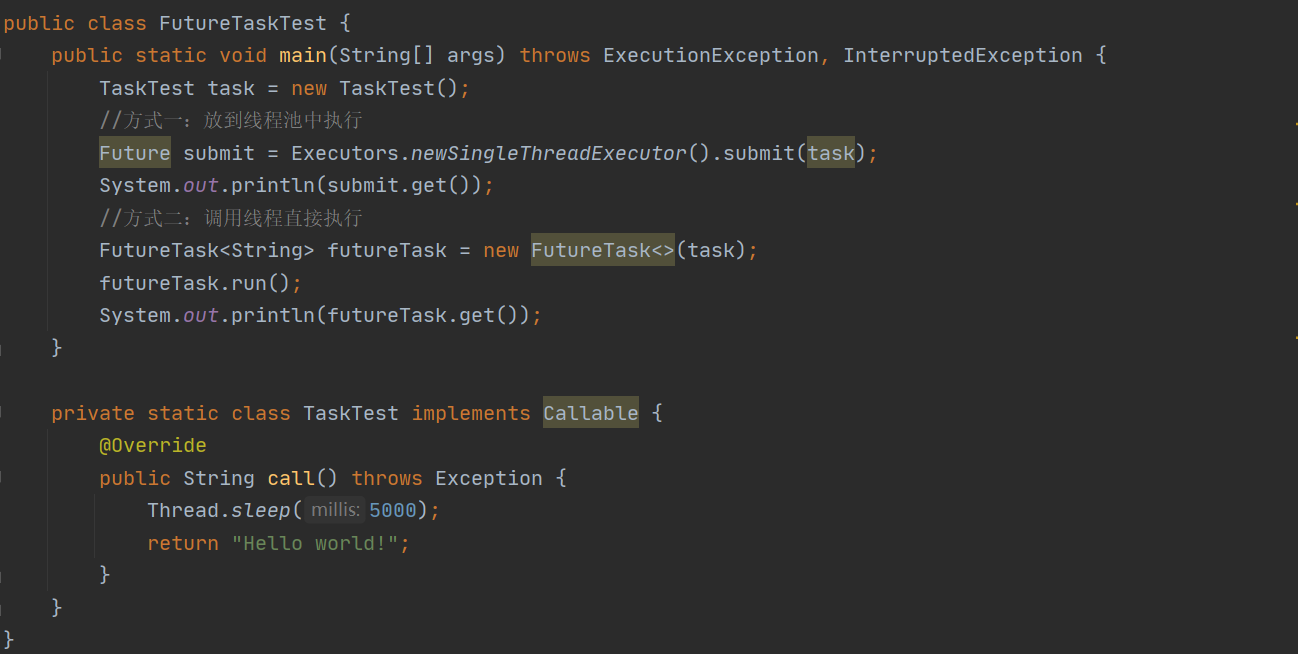 public class FutureTaskTest {
    public static void main(String[] args) throws ExecutionException, InterruptedException {
        TaskTest task = new TaskTest();
        //方式一：放到线程池中执行
        Future submit = Executors.newSingleThreadExecutor().submit(task);
        System.out.println(submit.get());
        //方式二：调用线程直接执行
        FutureTask<String> futureTask = new FutureTask<>(task);
        futureTask.run();
        System.out.println(futureTask.get());
    }

    private static class TaskTest implements Callable {
        @Override
        public String call() throws Exception {
            Thread.sleep( millis: 5000);
            return "Hello world!";
        }
    }
}